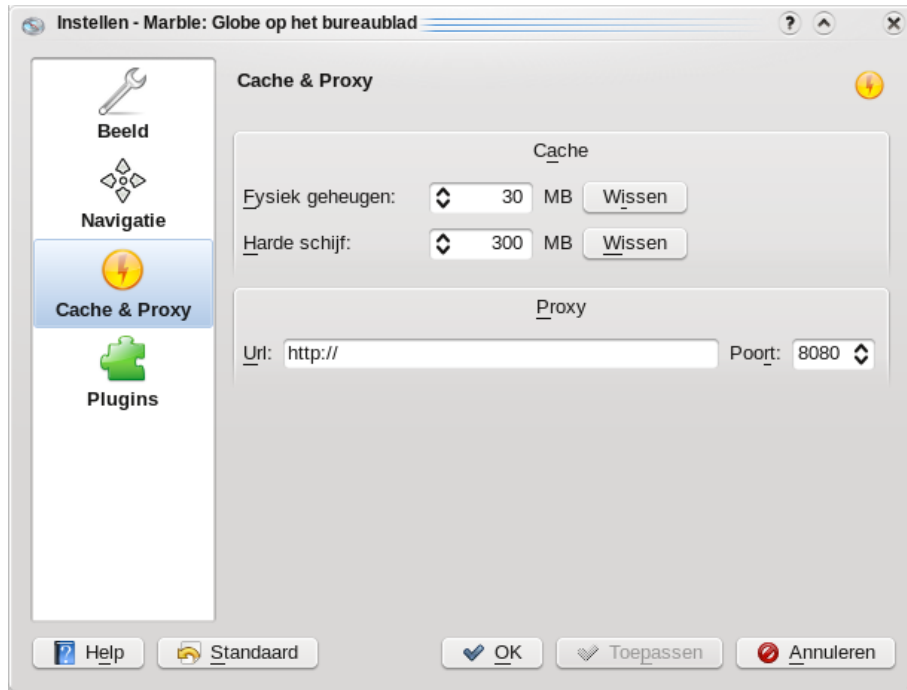 Instellen - Marble: Globe op het bureaublad
Beeld
Navigatie
Cache & Proxy
Plugins
Cache & Proxy
Cache
Fysiek geheugen: 30 MB Wissen
Harde schijf: 300 MB Wissen
Proxy
Url: http:// Poort: 8080
Help Standaard OK Toepassen Annuleren